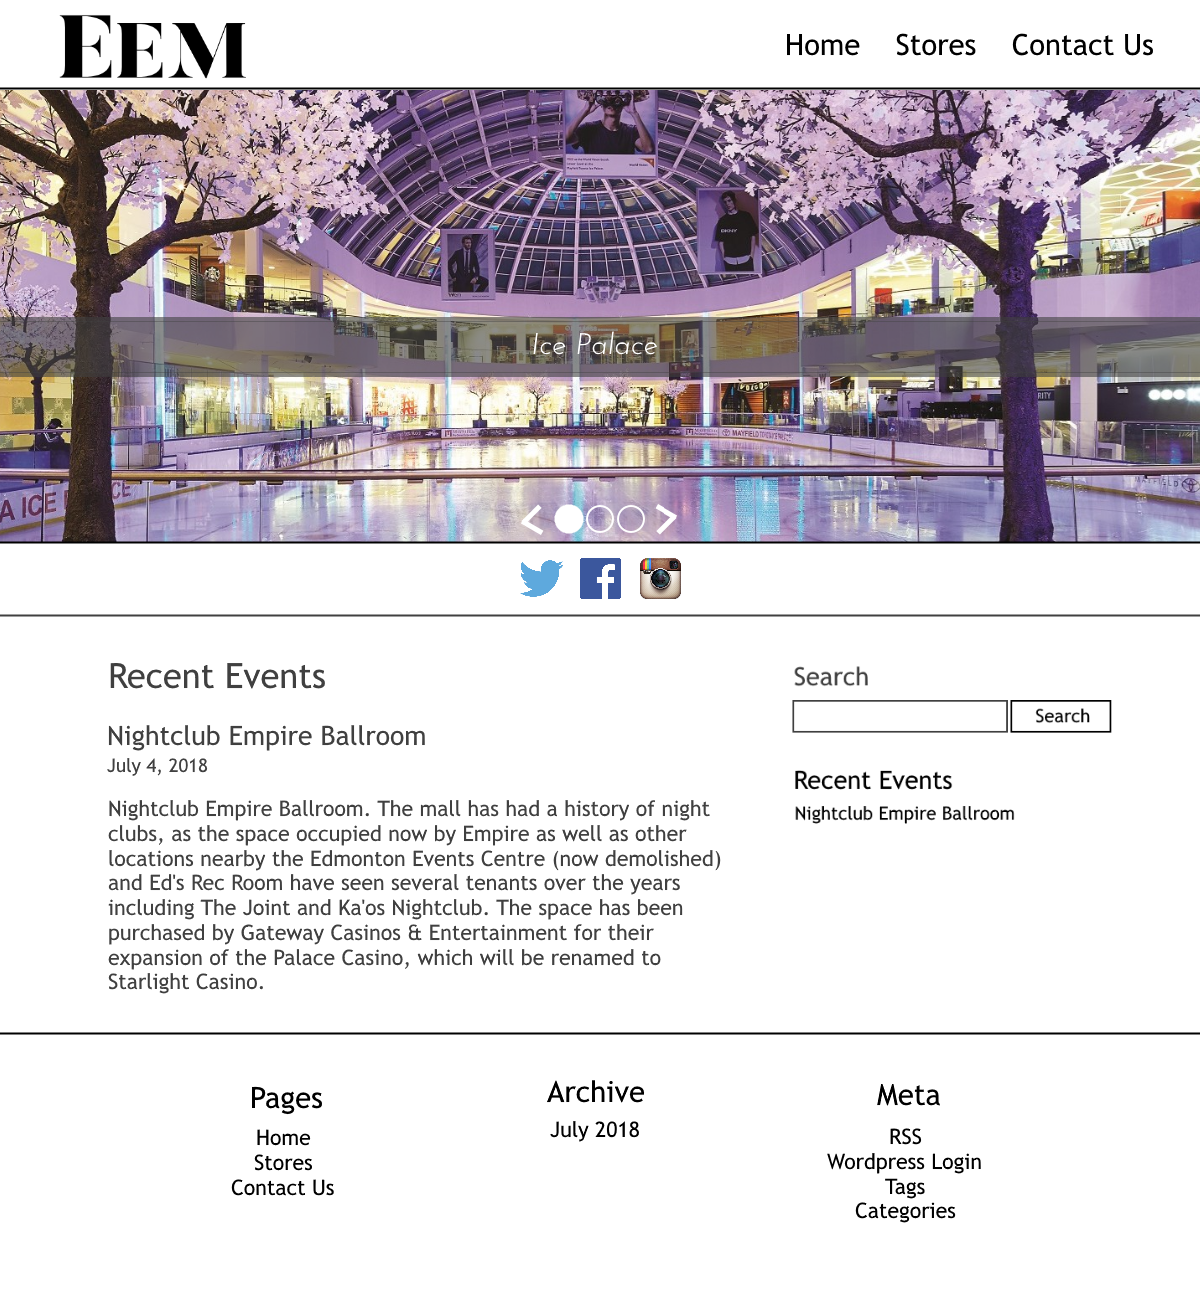 EEM
Home Stores Contact Us
DKNY
Ice Palace
MAYFIELD TOYOTA
A ICE PALACE
Recent Events
Nightclub Empire Ballroom
July 4, 2018
Nightclub Empire Ballroom. The mall has had a history of night
clubs, as the space occupied now by Empire as well as other
locations nearby the Edmonton Events Centre (now demolished)
and Ed's Rec Room have seen several tenants over the years
including The Joint and Ka'os Nightclub. The space has been
purchased by Gateway Casinos & Entertainment for their
expansion of the Palace Casino, which will be renamed to
Starlight Casino.
Search
Search
Recent Events
Nightclub Empire Ballroom
Pages
Home
Stores
Contact Us
Archive
July 2018
Meta
RSS
Wordpress Login
Tags
Categories